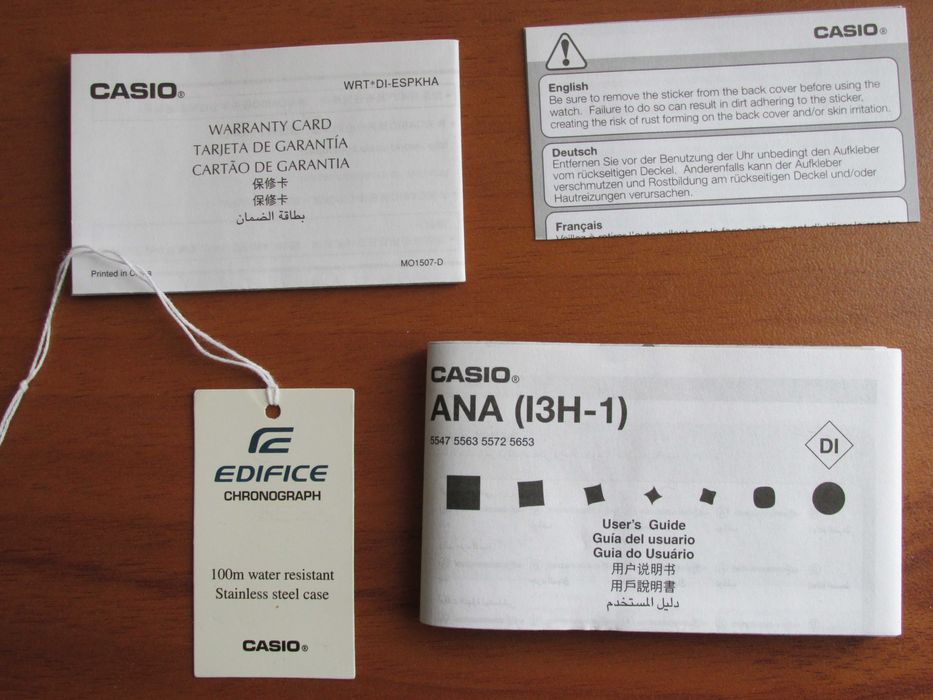 CASIO®
WRT*DI-ESPKHA
WARRANTY CARD
TARJETA DE GARANTÍA
CARTÃO DE GARANTIA
保修卡
保修卡
بطاقة الضمان
Printed in
MO1507-D
CASIO®
English
Be sure to remove the sticker from the back cover before using the
watch. Failure to do so can result in dirt adhering to the sticker,
creating the risk of rust forming on the back cover and/or skin irritation.
Deutsch
Entfernen Sie vor der Benutzung der Uhr unbedingt den Aufkleber
vom rückseitigen Deckel. Anderenfalls kann der Aufkleber
verschmutzen und Rostbildung am rückseitigen Deckel und/oder
Hautreizungen verursachen.
Français
EDIFICE
CHRONOGRAPH
100m water resistant
Stainless steel case
CASIO®
CASIO®
ANA (I3H-1)
5547 5563 5572 5653
DI
User's Guide
Guía del usuario
Guia do Usuário
用户说明书
用戶說明書
دليل المستخدم